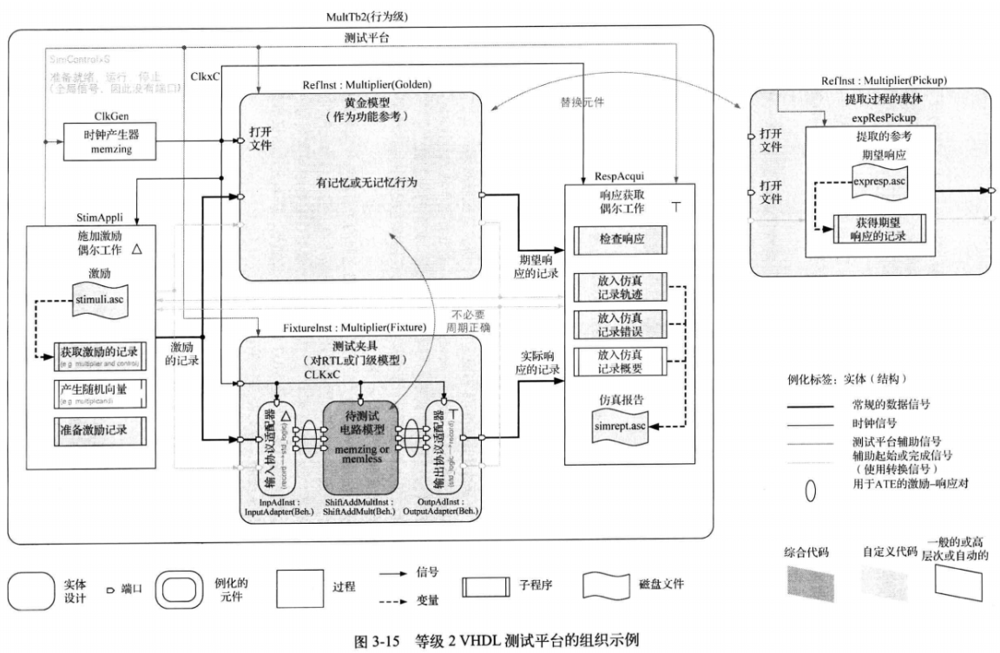 MultTb2(行为级)
测试平台
SimControlxS
准备就绪，运行 停止
(全局信号，因此没有端口)
ClkxC
ClkGen
时钟产生器
memzing
StimAppli
施加激励
偶尔工作
激励
stimuli.asc
获取激励的记录
(e.g. multiplier and control)
产生随机向量
(e.g. multiplicand)
准备激励记录
激励
的记录
RefInst : Multiplier(Golden)
黄金模型
(作为功能参考)
打开
文件
有记忆或无记忆行为
替换元件
期望响
应的记录
不必要
周期正确
FixtureInst : Multiplier(Fixture)
测试夹具
(对RTL或门级模型)
CLKxC
输入协议适配器
(record→std_logic)
待测试
电路模型
memzing or
memless
输出协议适配器
(std_logic→record)
InpAdInst :
InputAdapter(Beh.)
ShiftAddMultInst :
ShiftAddMult(Beh.)
OutpAdInst :
OutputAdapter(Beh.)
实际响
应的记录
RespAcqui
响应获取
偶尔工作
检查响应
放入仿真
记录轨迹
放入仿真
记录错误
放入仿真
记录概要
仿真报告
simrept.asc
RefInst : Multiplier(Pickup)
提取过程的载体
expResPickup
打开
文件
打开
文件
提取的参考
期望响应
expresp.asc
获得期望
响应的记录
例化标签：实体（结构）
常规的数据信号
时钟信号
测试平台辅助信号
辅助起始或完成信号
（使用转换信号）
用于ATE的激励–响应对
综合代码
自定义代码
一般的或高
层次或自动的
实体
设计
端口
例化的
元件
过程
信号
变量
子程序
磁盘文件
图 3-15 等级 2 VHDL 测试平台的组织示例